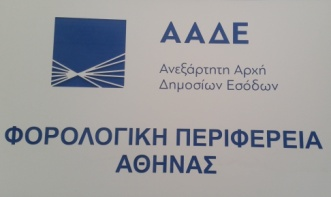 ΑΑΔΕ
Ανεξάρτητη Αρχή
Δημοσίων Εσόδων
ΦΟΡΟΛΟΓΙΚΗ ΠΕΡΙΦΕΡΕΙΑ
ΑΘΗΝΑΣ